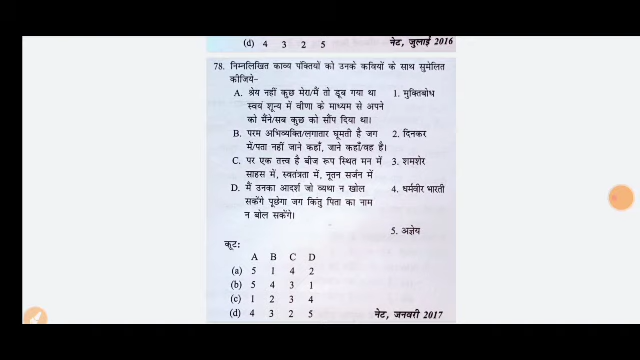 (d) 4 3 2 5 नेट, जुलाई 2016
78. निम्नलिखित काव्य पंक्तियों को उनके कवियों के साथ सुमेलित
कीजिये-
A. श्रेय नहीं कुछ मेरा/मैं तो डूब गया था 1. मुक्तिबोध
स्वयं शून्य में वीणा के माध्यम से अपने
को मैंने/सब कुछ को सौंप दिया था।
B. परम अभिव्यक्ति/लगातार घूमती है जग 2. दिनकर
में/पता नहीं जाने कहाँ, जाने कहाँ/वह है।
C. पर एक तत्त्व है बीज रूप स्थित मन में 3. शमशेर
साहस में, स्वतंत्रता में, नूतन सर्जन में
D. मैं उनका आदर्श जो व्यथा न खोल 4. धर्मवीर भारती
सकेंगे पूछेगा जग किंतु पिता का नाम
न बोल सकेंगे।
5. अज्ञेय
कूटः
A B C D
(a) 5 1 4 2
(b) 5 4 3 1
(c) 1 2 3 4
(d) 4 3 2 5 नेट, जनवरी 2017